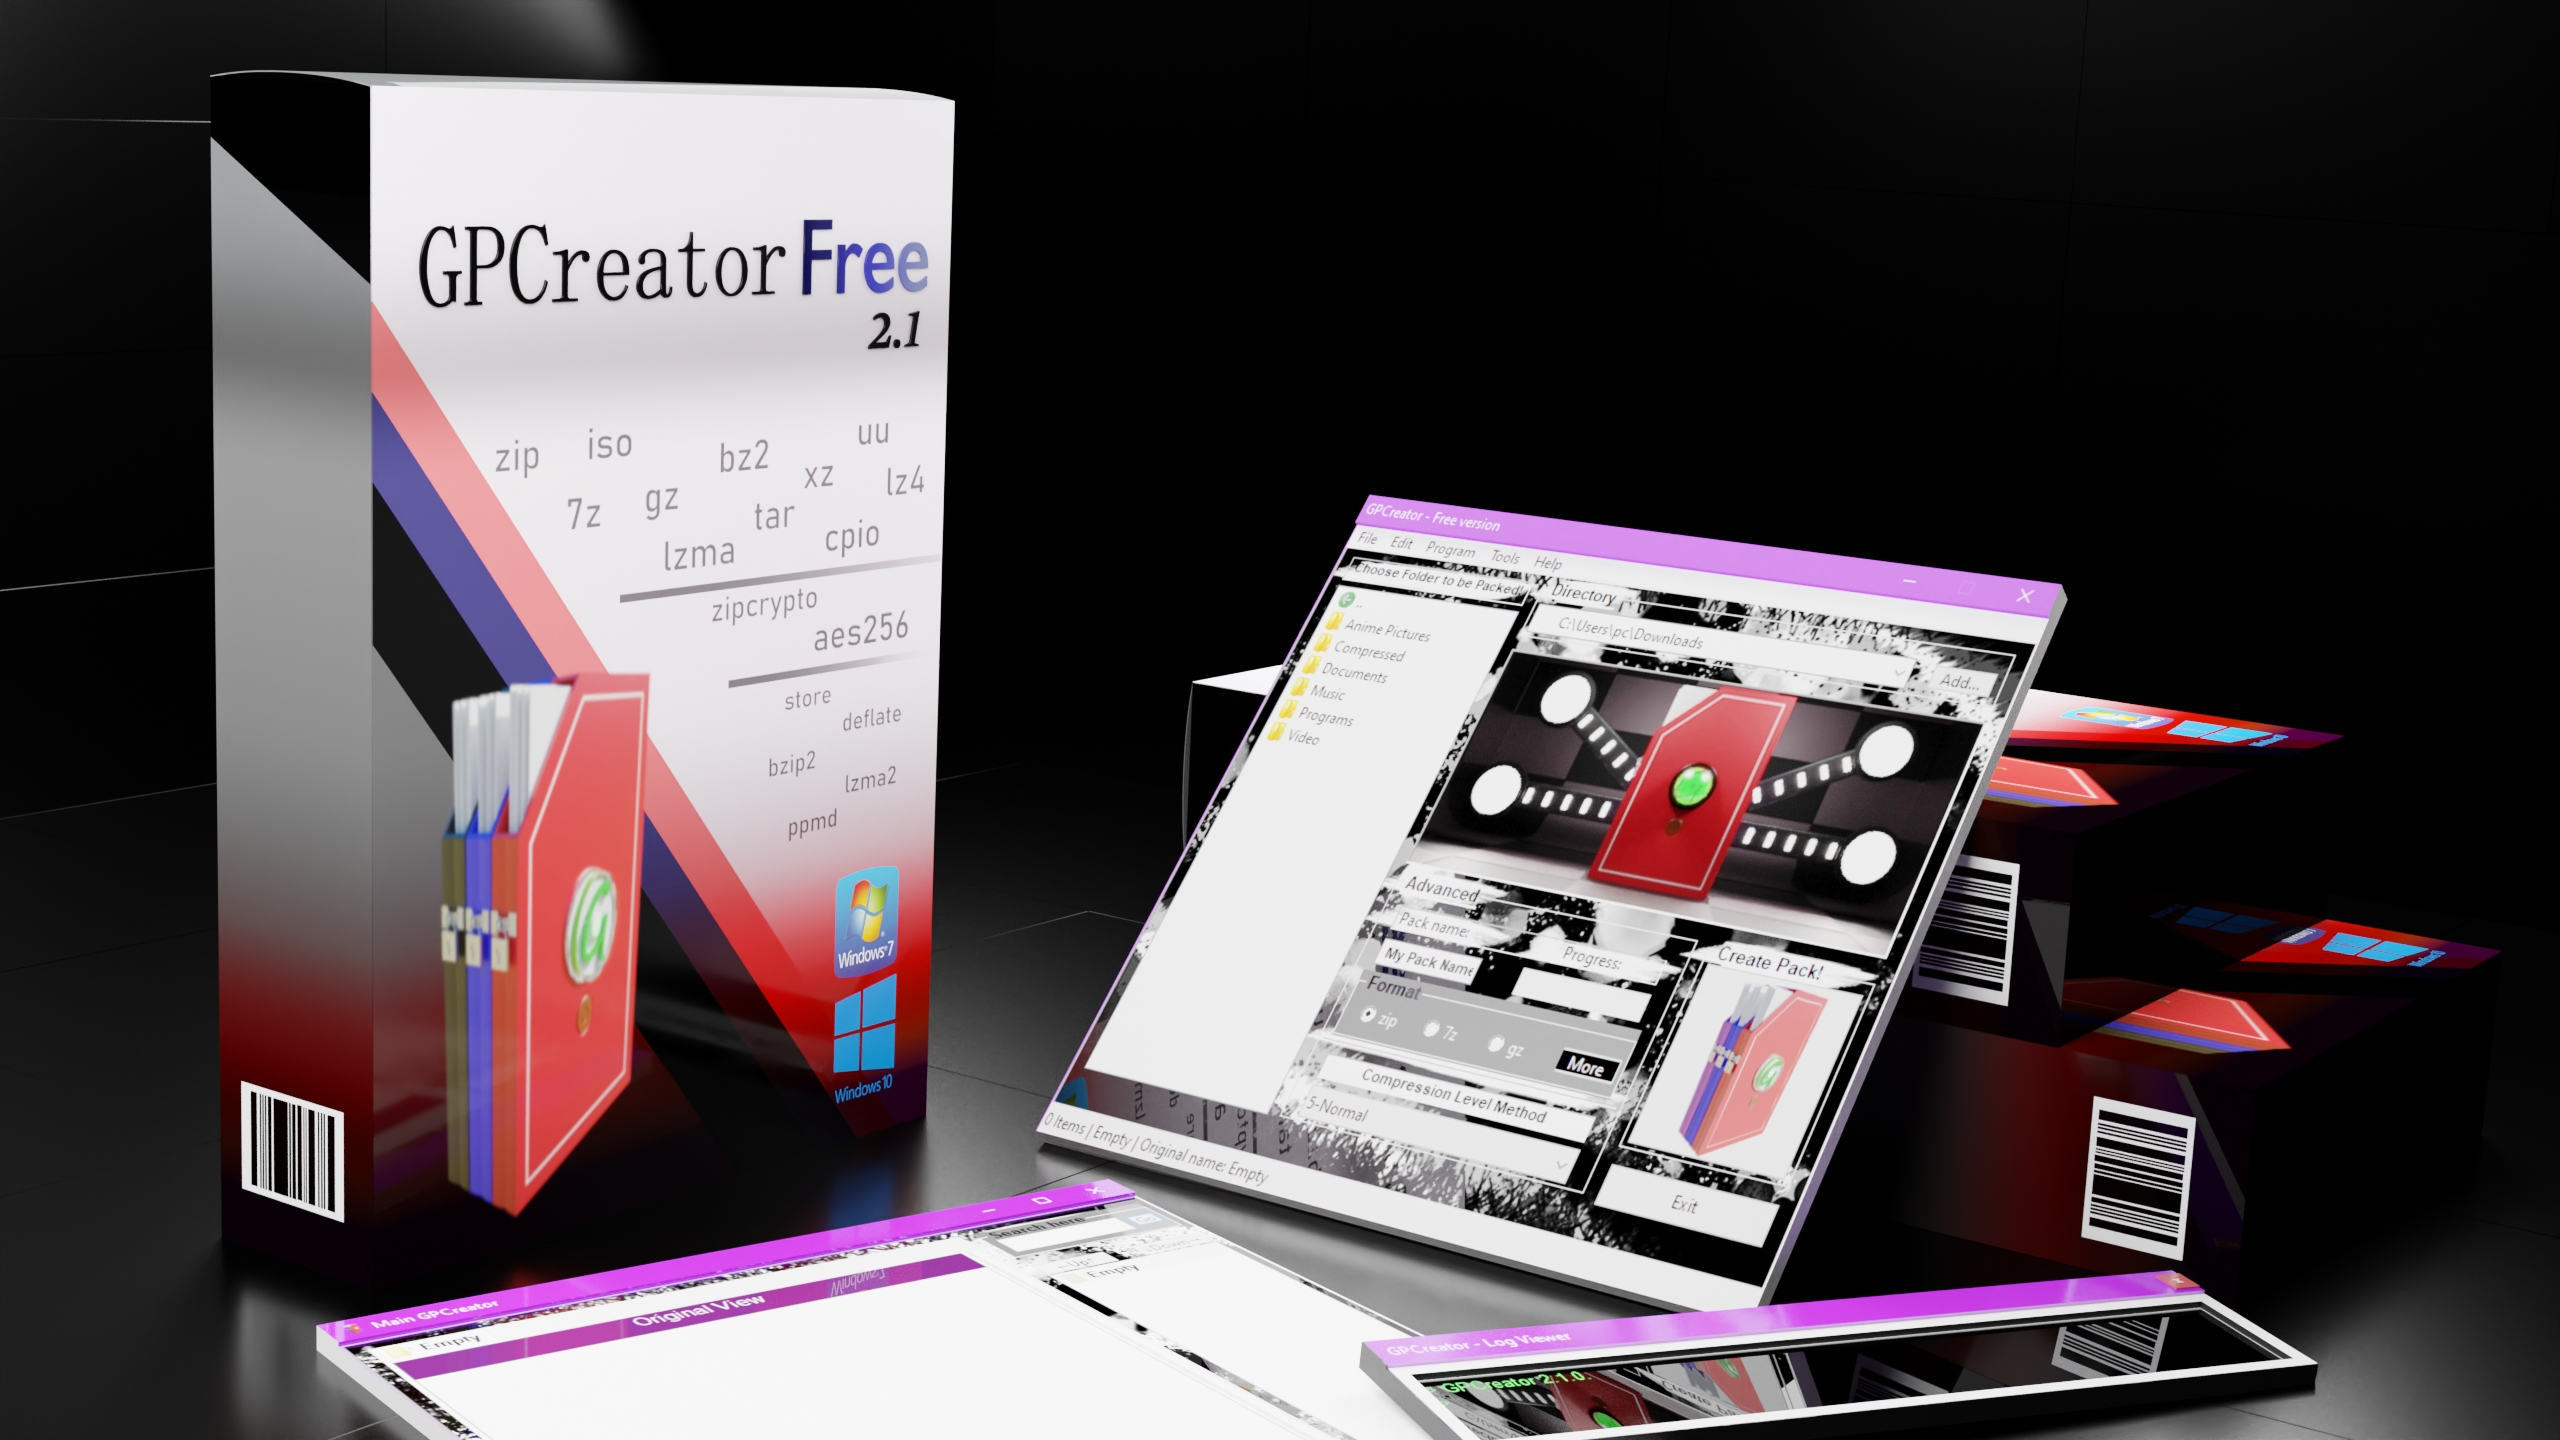 GPCreator Free
2.1
zip iso bz2 uu
7z gz tar xz lz4
lzma cpio
zipcrypto
aes256
store
deflate
bzip2
lzma2
ppmd
Windows 7
Windows 10
GPCreator - Free version
File Edit Program Tools Help
Choose Folder to be Packed!
..
Anime Pictures
Compressed
Documents
Music
Programs
Video
Directory
C:\Users\pc\Downloads
Add...
Advanced
Pack name:
My Pack Name
Progress:
Format
zip 7z gz
More
Compression Level Method
5-Normal
Create Pack!
Exit
0 Items | Empty | Original name: Empty
Main GPCreator
Search here
Original View
Empty
Empty
GPCreator - Log Viewer
GPCreator 2.1.0